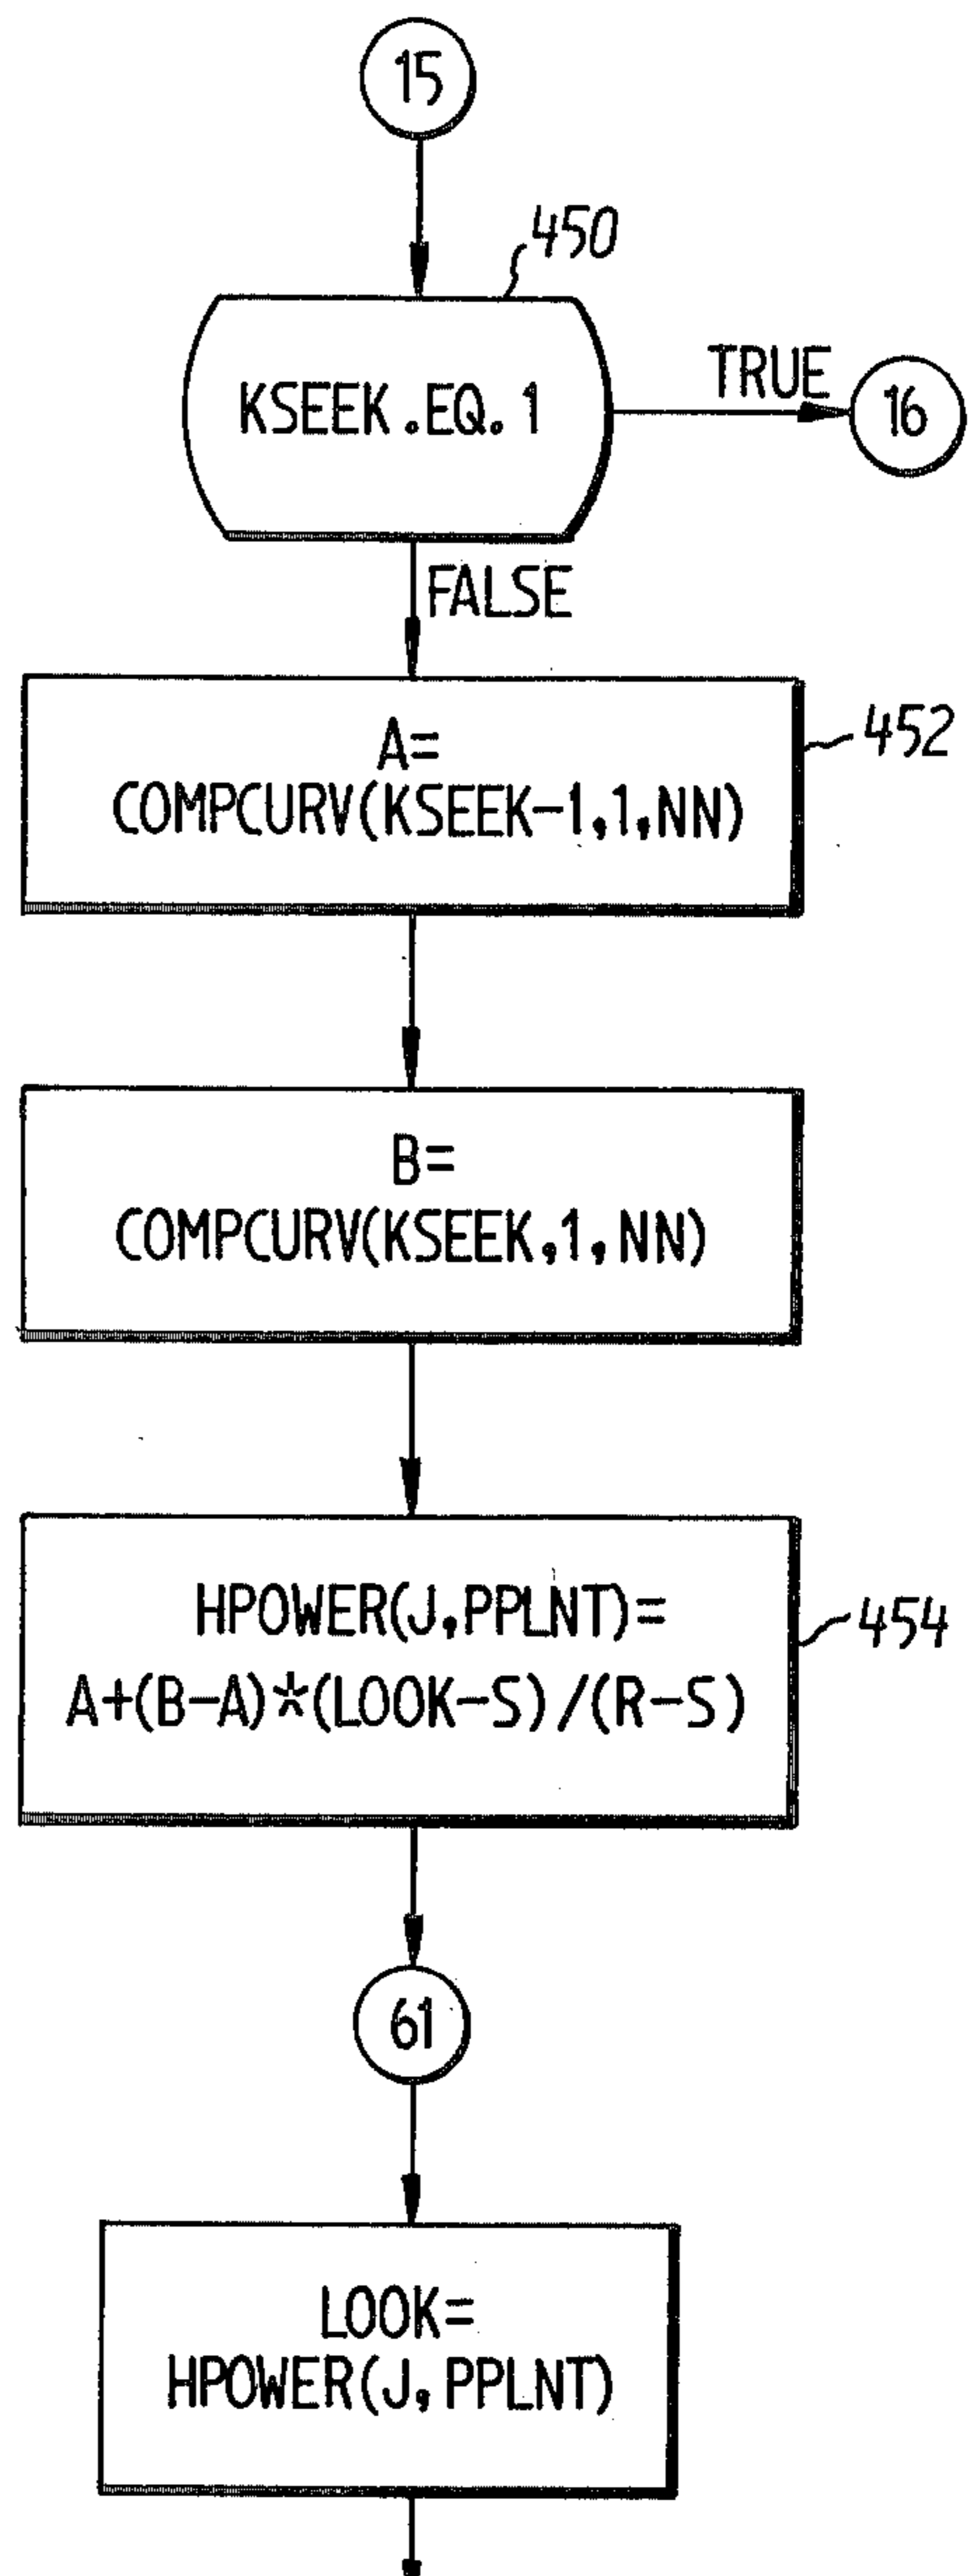 15
450
KSEEK.EQ.1
TRUE
16
FALSE
A=
COMPCURV(KSEEK-1,1,NN)
452
B=
COMPCURV(KSEEK,1,NN)
HPOWER(J,PPLNT)=
A+(B-A)*(LOOK-S)/(R-S)
454
61
LOOK=
HPOWER(J,PPLNT)